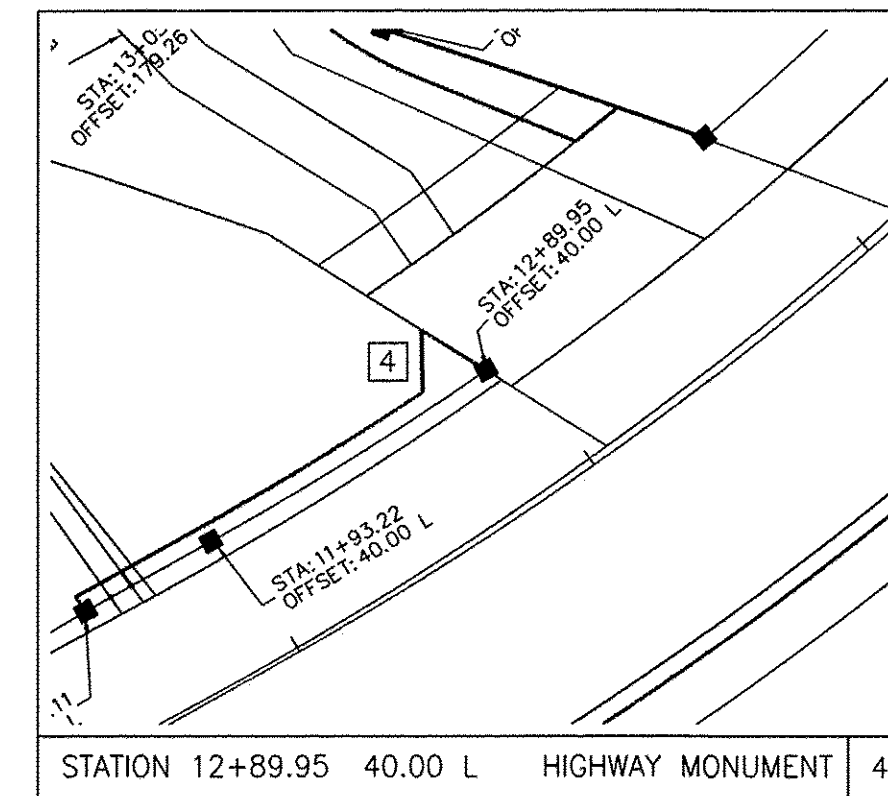 STA: 13+0
OFFSET: 179.26
STA: 12+89.95
OFFSET: 40.00 L
4
STA: 11+93.22
OFFSET: 40.00 L
.11
STATION 12+89.95 40.00 L HIGHWAY MONUMENT 4